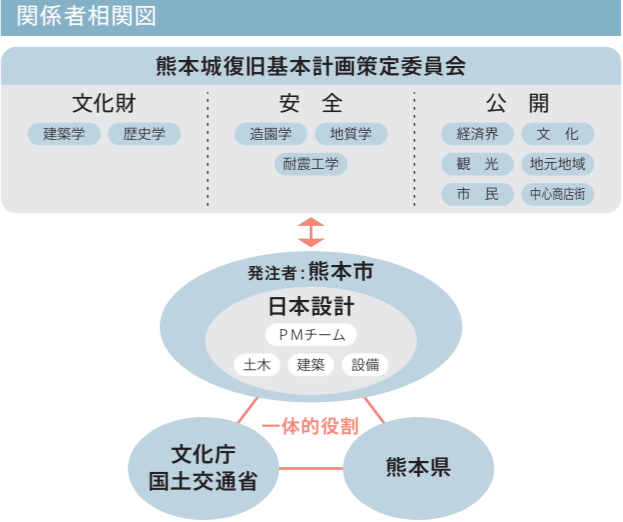 関係者相関図
熊本城復旧基本計画策定委員会
文化財
建築学 歴史学
安 全
造園学 地質学
耐震工学
公 開
経済界 文 化
観 光 地元地域
市 民 中心商店街
発注者：熊本市
日本設計
PMチーム
土木 建築 設備
一体的役割
文化庁
国土交通省
熊本県